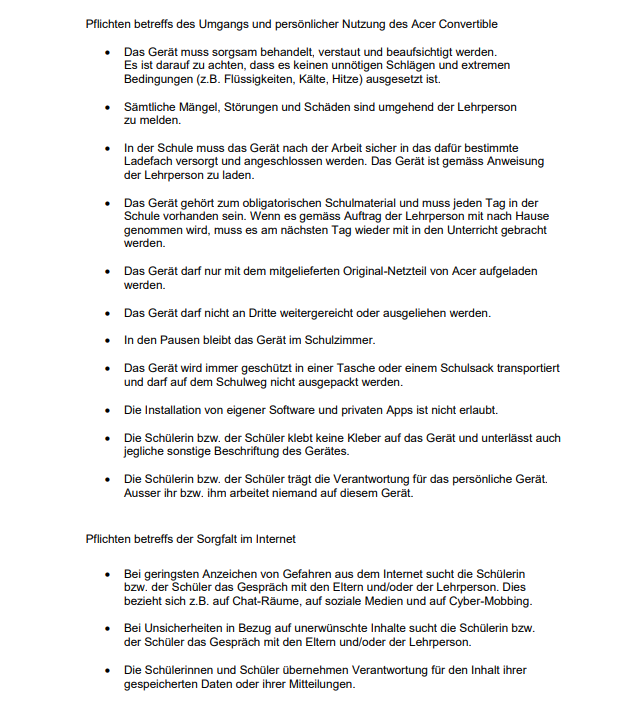 Pflichten betreffs des Umgangs und persönlicher Nutzung des Acer Convertible
• Das Gerät muss sorgsam behandelt, verstaut und beaufsichtigt werden.
Es ist darauf zu achten, dass es keinen unnötigen Schlägen und extremen
Bedingungen (z.B. Flüssigkeiten, Kälte, Hitze) ausgesetzt ist.
• Sämtliche Mängel, Störungen und Schäden sind umgehend der Lehrperson
zu melden.
• In der Schule muss das Gerät nach der Arbeit sicher in das dafür bestimmte
Ladefach versorgt und angeschlossen werden. Das Gerät ist gemäss Anweisung
der Lehrperson zu laden.
• Das Gerät gehört zum obligatorischen Schulmaterial und muss jeden Tag in der
Schule vorhanden sein. Wenn es gemäss Auftrag der Lehrperson mit nach Hause
genommen wird, muss es am nächsten Tag wieder mit in den Unterricht gebracht
werden.
• Das Gerät darf nur mit dem mitgelieferten Original-Netzteil von Acer aufgeladen
werden.
• Das Gerät darf nicht an Dritte weitergereicht oder ausgeliehen werden.
• In den Pausen bleibt das Gerät im Schulzimmer.
• Das Gerät wird immer geschützt in einer Tasche oder einem Schulsack transportiert
und darf auf dem Schulweg nicht ausgepackt werden.
• Die Installation von eigener Software und privaten Apps ist nicht erlaubt.
• Die Schülerin bzw. der Schüler klebt keine Kleber auf das Gerät und unterlässt auch
jegliche sonstige Beschriftung des Gerätes.
• Die Schülerin bzw. der Schüler trägt die Verantwortung für das persönliche Gerät.
Ausser ihr bzw. ihm arbeitet niemand auf diesem Gerät.
Pflichten betreffs der Sorgfalt im Internet
• Bei geringsten Anzeichen von Gefahren aus dem Internet sucht die Schülerin
bzw. der Schüler das Gespräch mit den Eltern und/oder der Lehrperson. Dies
bezieht sich z.B. auf Chat-Räume, auf soziale Medien und auf Cyber-Mobbing.
• Bei Unsicherheiten in Bezug auf unerwünschte Inhalte sucht die Schülerin bzw.
der Schüler das Gespräch mit den Eltern und/oder der Lehrperson.
• Die Schülerinnen und Schüler übernehmen Verantwortung für den Inhalt ihrer
gespeicherten Daten oder ihrer Mitteilungen.